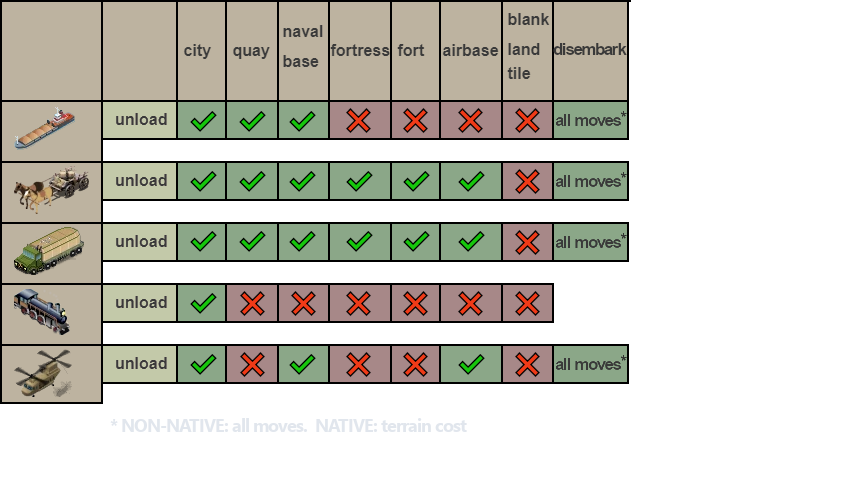 city quay naval base fortress fort airbase blank land tile disembark
unload all moves*
unload all moves*
unload all moves*
unload
unload all moves*
* NON-NATIVE: all moves. NATIVE: terrain cost